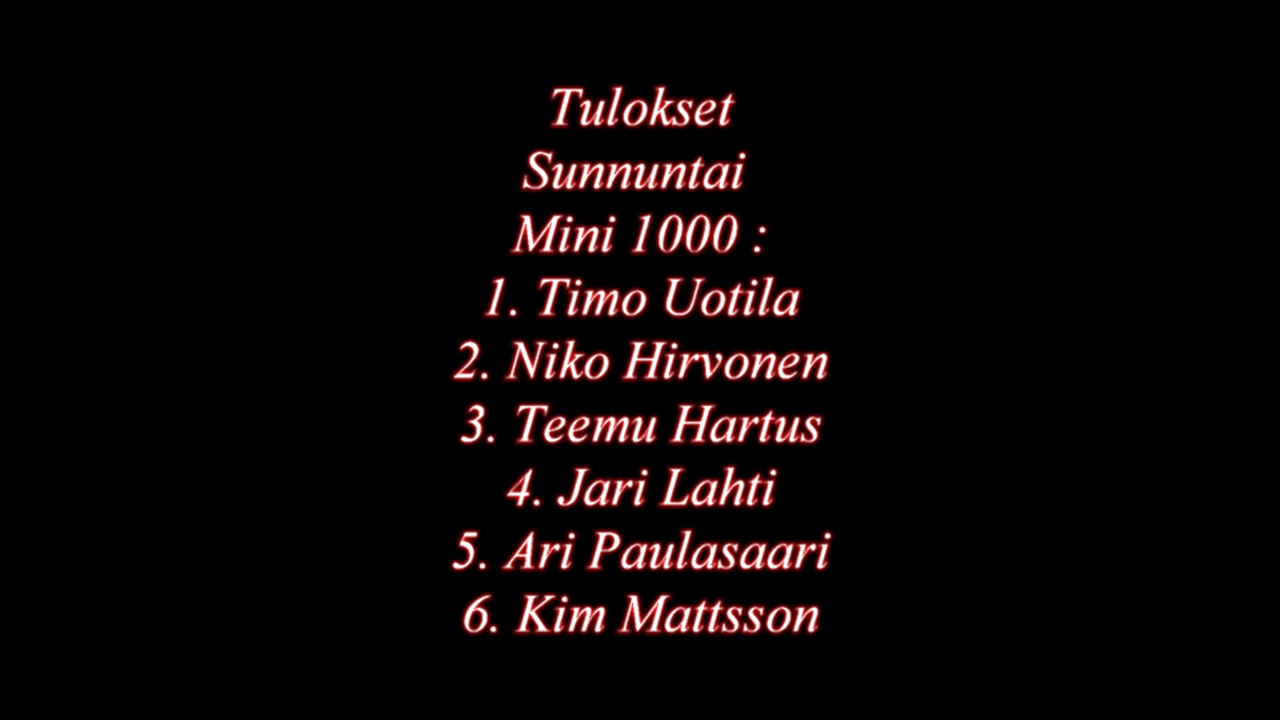 Tulokset
Sunnuntai
Mini 1000 :
1. Timo Uotila
2. Niko Hirvonen
3. Teemu Hartus
4. Jari Lahti
5. Ari Paulasaari
6. Kim Mattsson